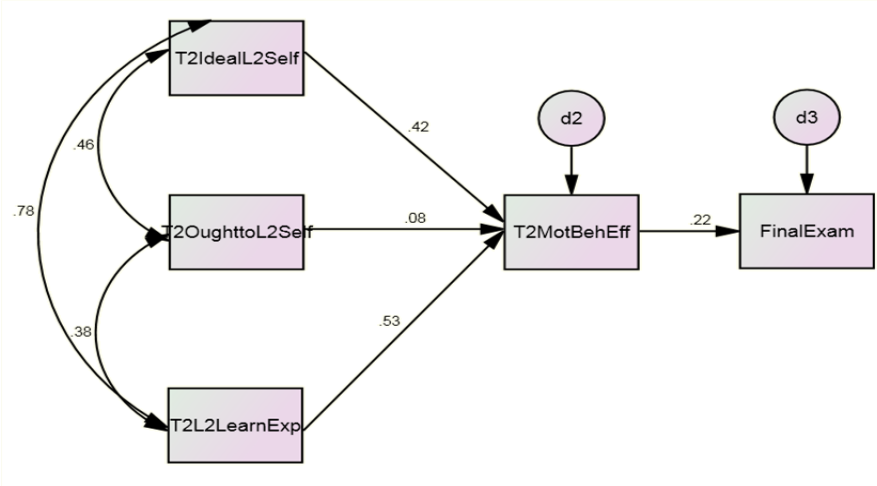 T2IdealL2Self
.42
d2
d3
.46
.78
T2OughttoL2Self
.08
T2MotBehEff
.22
FinalExam
.38
.53
T2L2LearnExp